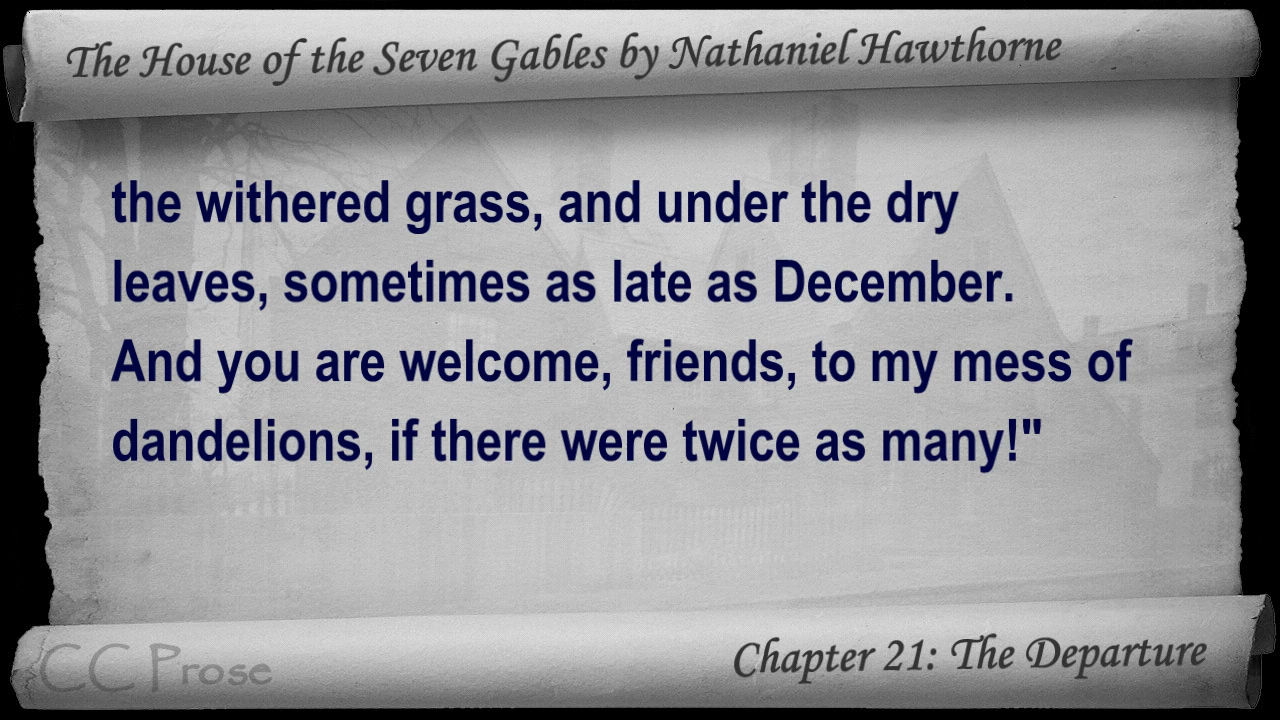 The House of the Seven Gables by Nathaniel Hawthorne
the withered grass, and under the dry
leaves, sometimes as late as December.
And you are welcome, friends, to my mess of
dandelions, if there were twice as many!"
CC Prose
Chapter 21: The Departure